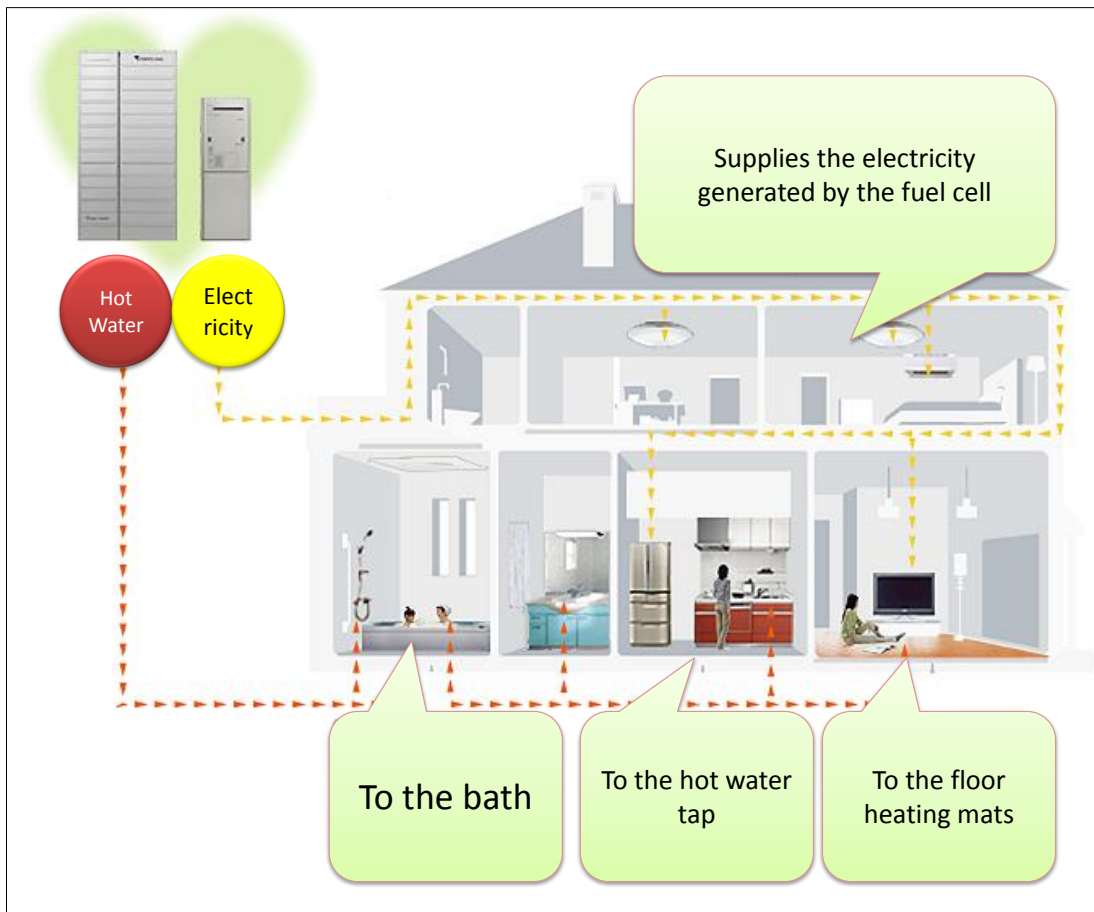 Supplies the electricity
generated by the fuel cell
Hot
Water
Elect
ricity
To the bath
To the hot water
tap
To the floor
heating mats